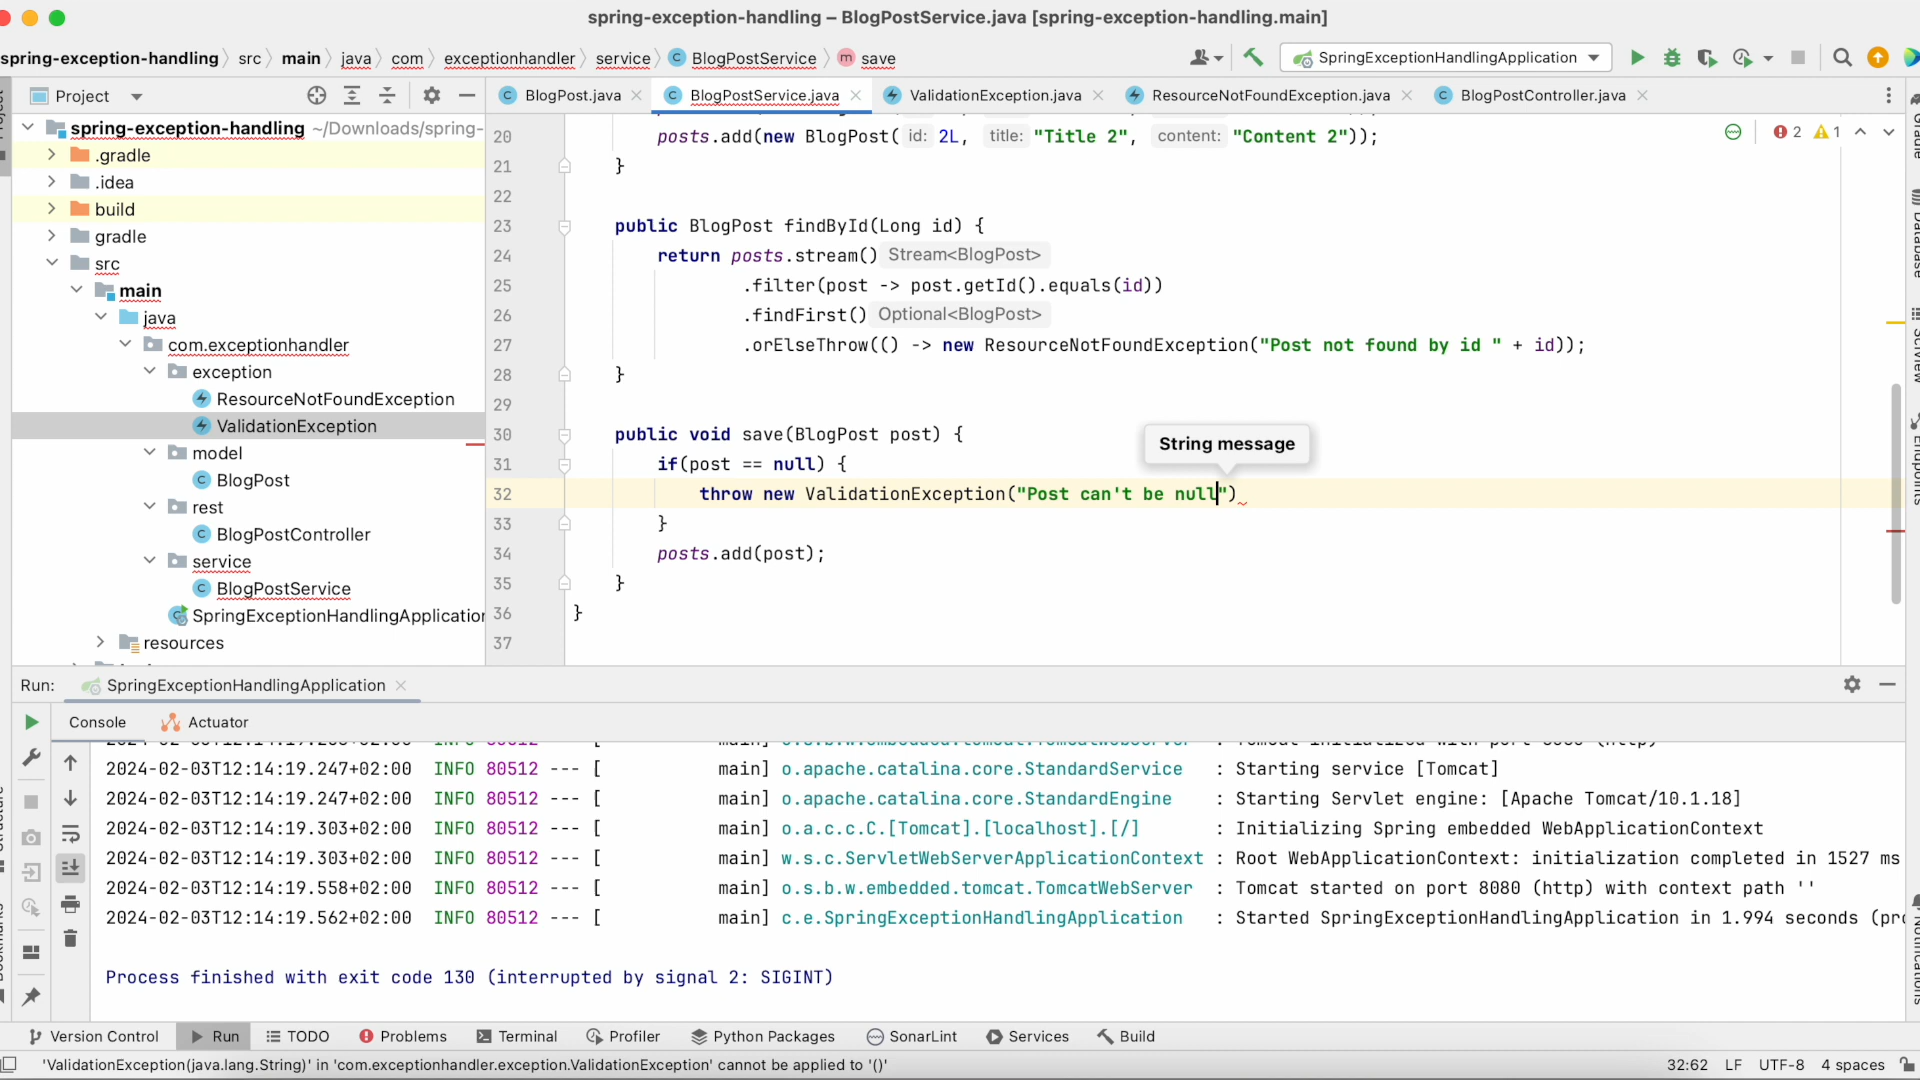 spring-exception-handling – BlogPostService.java [spring-exception-handling.main]
spring-exception-handling src main java com exceptionhandler service BlogPostService save
SpringExceptionHandlingApplication
Project
BlogPost.java BlogPostService.java ValidationException.java ResourceNotFoundException.java BlogPostController.java
spring-exception-handling ~/Downloads/spring-
.gradle
.idea
build
gradle
src
main
java
com.exceptionhandler
exception
ResourceNotFoundException
ValidationException
model
BlogPost
rest
BlogPostController
service
BlogPostService
SpringExceptionHandlingApplication
resources
2 1
20 posts.add(new BlogPost( id: 2L, title: "Title 2", content: "Content 2"));
21 }
22
23 public BlogPost findById(Long id) {
24 return posts.stream() Stream<BlogPost>
25 .filter(post -> post.getId().equals(id))
26 .findFirst() Optional<BlogPost>
27 .orElseThrow(() -> new ResourceNotFoundException("Post not found by id " + id));
28 }
29
30 public void save(BlogPost post) {
String message
31 if(post == null) {
32 throw new ValidationException("Post can't be null")
33 }
34 posts.add(post);
35 }
36 }
37
Gradle
Database
Endpoints
Notifications
Run: SpringExceptionHandlingApplication
Console Actuator
2024-02-03T12:14:19.247+02:00 INFO 80512 --- [ main] o.apache.catalina.core.StandardService : Starting service [Tomcat]
2024-02-03T12:14:19.247+02:00 INFO 80512 --- [ main] o.apache.catalina.core.StandardEngine : Starting Servlet engine: [Apache Tomcat/10.1.18]
2024-02-03T12:14:19.303+02:00 INFO 80512 --- [ main] o.a.c.c.C.[Tomcat].[localhost].[/] : Initializing Spring embedded WebApplicationContext
2024-02-03T12:14:19.303+02:00 INFO 80512 --- [ main] w.s.c.ServletWebServerApplicationContext : Root WebApplicationContext: initialization completed in 1527 ms
2024-02-03T12:14:19.558+02:00 INFO 80512 --- [ main] o.s.b.w.embedded.tomcat.TomcatWebServer : Tomcat started on port 8080 (http) with context path ''
2024-02-03T12:14:19.562+02:00 INFO 80512 --- [ main] c.e.SpringExceptionHandlingApplication : Started SpringExceptionHandlingApplication in 1.994 seconds (pro
Process finished with exit code 130 (interrupted by signal 2: SIGINT)
Version Control Run TODO Problems Terminal Profiler Python Packages SonarLint Services Build
'ValidationException(java.lang.String)' in 'com.exceptionhandler.exception.ValidationException' cannot be applied to '()'
32:62 LF UTF-8 4 spaces